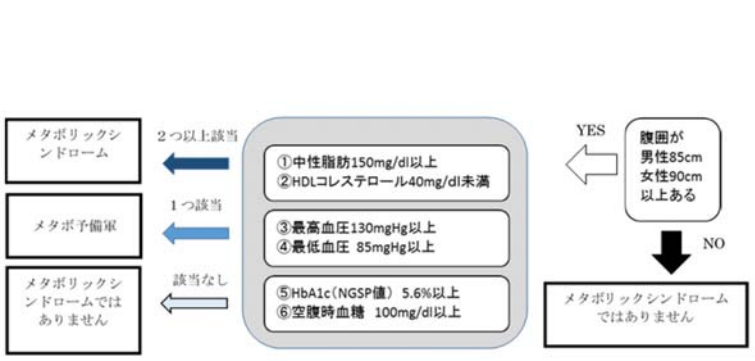 メタボリックシ
ンドローム
２つ以上該当
メタボ予備軍
１つ該当
メタボリックシ
ンドロームでは
ありません
該当なし
①中性脂肪150mg/dl以上
②HDLコレステロール40mg/dl未満
③最高血圧130mgHg以上
④最低血圧 85mgHg以上
⑤HbA1c（NGSP値） 5.6%以上
⑥空腹時血糖 100mg/dl以上
YES
腹囲が
男性85cm
女性90cm
以上ある
NO
メタボリックシンドローム
ではありません